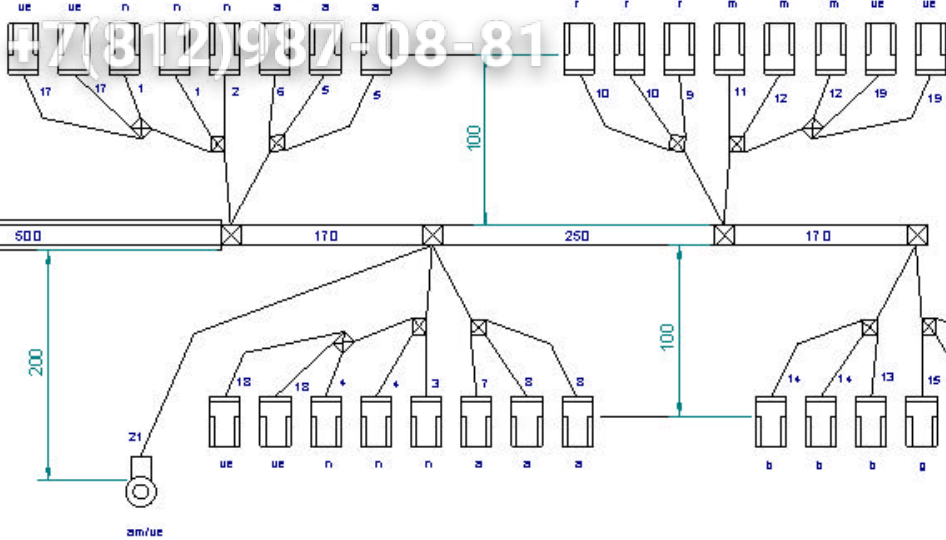 ue ue n n n a a a r r r m m m ue ue
+7(812)987-08-81
17 17 1 1 2 6 5 5 10 10 9 11 12 12 19 19
100
500 170 250 170
200
100
18 18 4 4 3 7 8 8 14 14 13 15
21
ue ue n n n a a a b b b g
am/ue